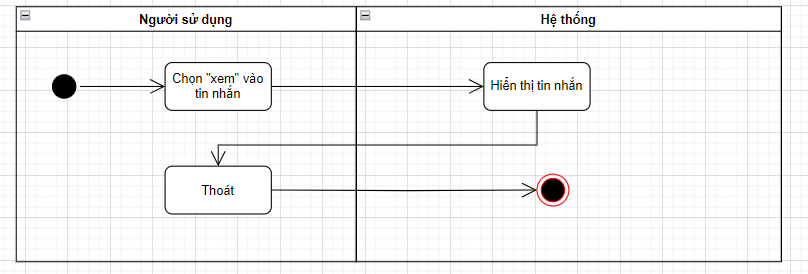 Người sử dụng
Hệ thống
Chọn "xem" vào
tin nhắn
Hiển thị tin nhắn
Thoát